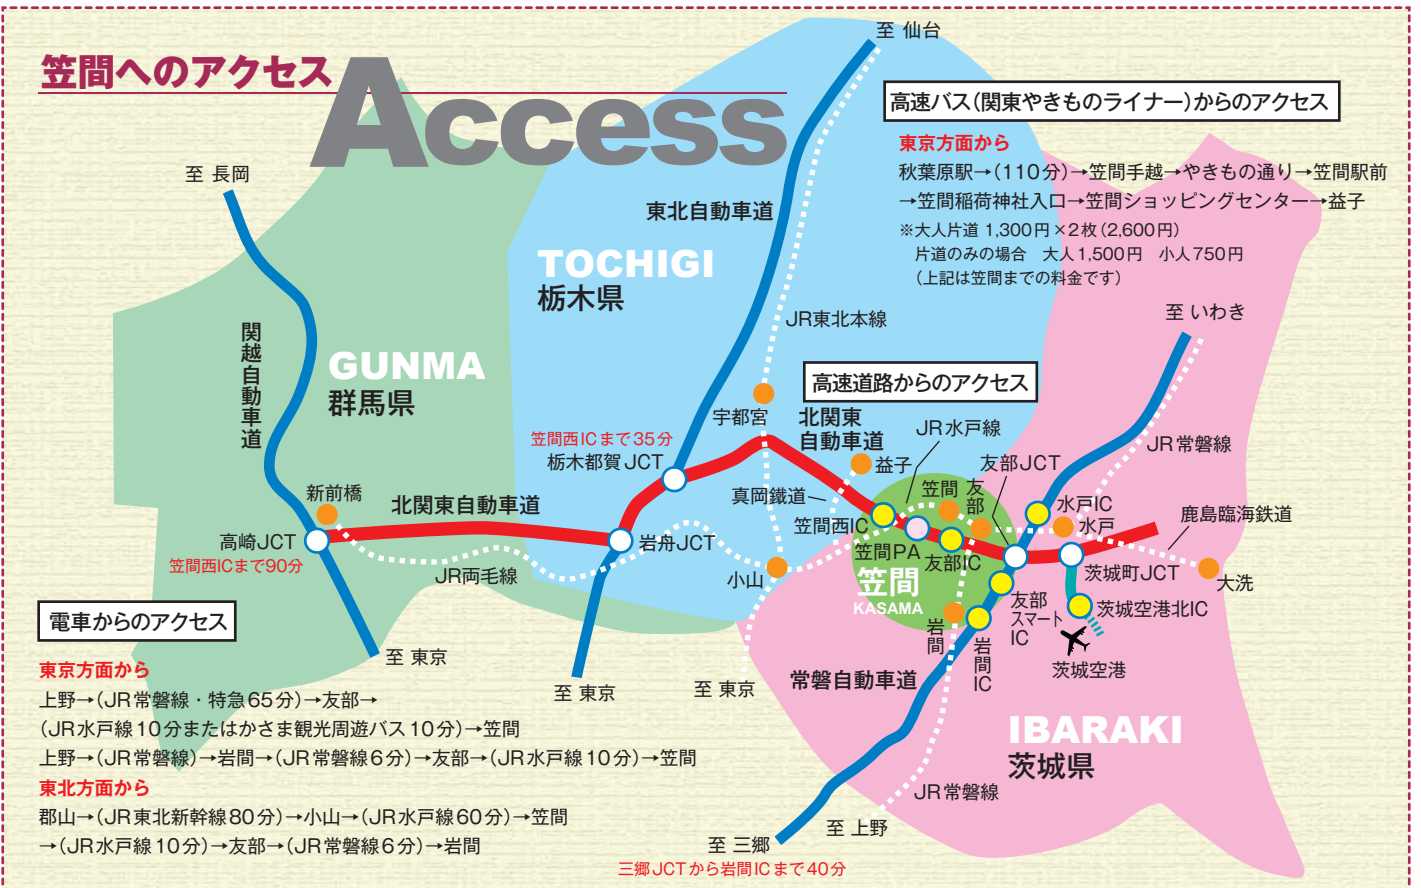 笠間へのアクセス
Access
高速バス(関東やきものライナー)からのアクセス
東京方面から
秋葉原駅→(110分)→笠間手越→やきもの通り→笠間駅前
→笠間稲荷神社入口→笠間ショッピングセンター→益子
※大人片道 1,300円×2枚(2,600円)
片道のみの場合 大人1,500円 小人750円
(上記は笠間までの料金です)
至 仙台
至 長岡
東北自動車道
TOCHIGI
栃木県
JR東北本線
至 いわき
関越自動車道
GUNMA
群馬県
高速道路からのアクセス
宇都宮
北関東
自動車道
JR水戸線
JR常磐線
笠間西ICまで35分
栃木都賀JCT
益子
友部JCT
真岡鐵道
笠間
友部
新前橋
北関東自動車道
笠間西IC
水戸IC
水戸
鹿島臨海鉄道
高崎JCT
笠間西ICまで90分
岩舟JCT
笠間PA
友部IC
JR両毛線
小山
笠間
KASAMA
茨城町JCT
大洗
友部
スマート
IC
茨城空港北IC
岩間
岩間IC
茨城空港
電車からのアクセス
至 東京
至 東京
至 東京
常磐自動車道
東京方面から
上野→(JR常磐線・特急65分)→友部→
(JR水戸線10分またはかさま観光周遊バス10分)→笠間
上野→(JR常磐線)→岩間→(JR常磐線6分)→友部→(JR水戸線10分)→笠間
東北方面から
郡山→(JR東北新幹線80分)→小山→(JR水戸線60分)→笠間
→(JR水戸線10分)→友部→(JR常磐線6分)→岩間
IBARAKI
茨城県
JR常磐線
至 上野
至 三郷
三郷JCTから岩間ICまで40分